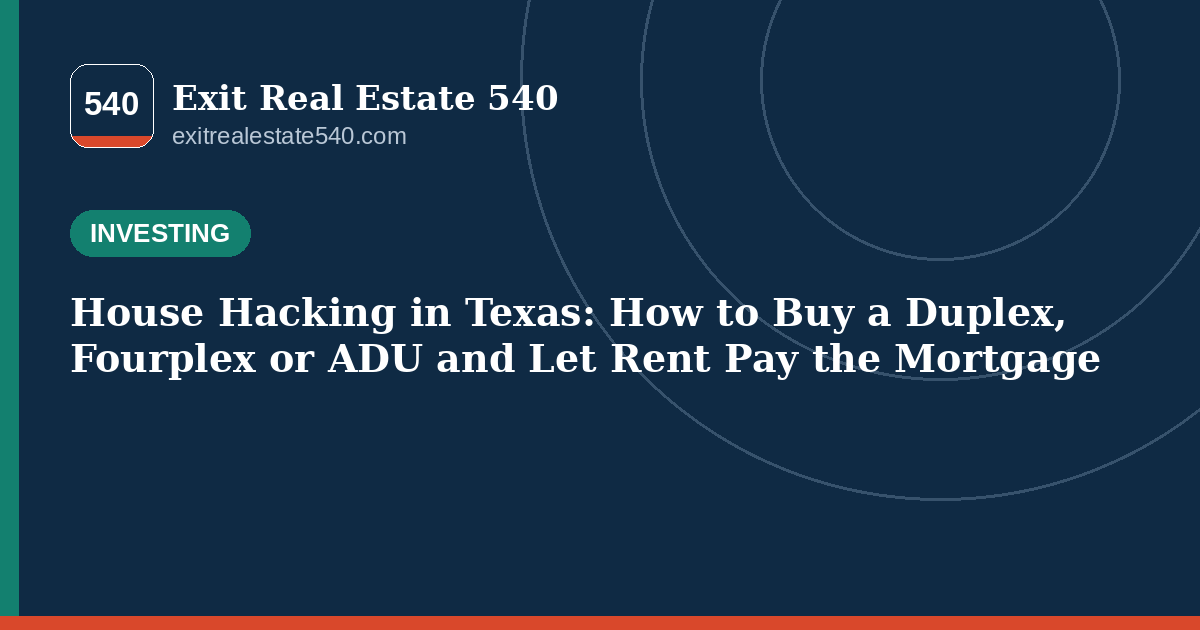 540
Exit Real Estate 540
exitrealestate540.com
INVESTING
House Hacking in Texas: How to Buy a Duplex,
Fourplex or ADU and Let Rent Pay the Mortgage